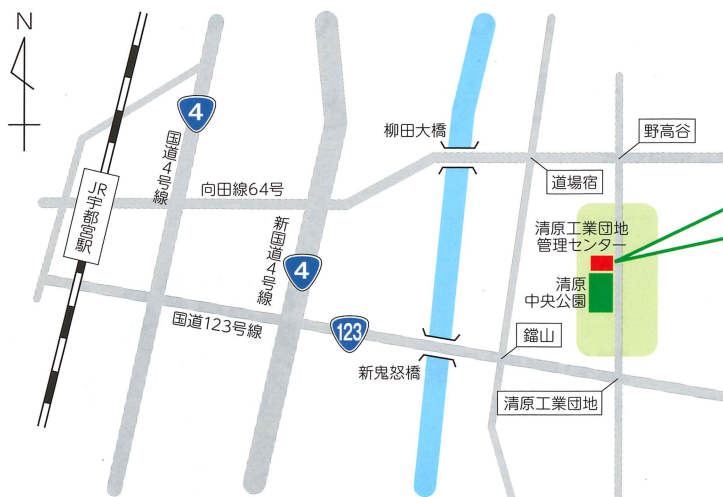 N
4
国道4号線
柳田大橋
野高谷
道場宿
向田線64号
JR宇都宮駅
新国道4号線
4
清原工業団地
管理センター
清原
中央公園
国道123号線
123
鐺山
新鬼怒橋
清原工業団地